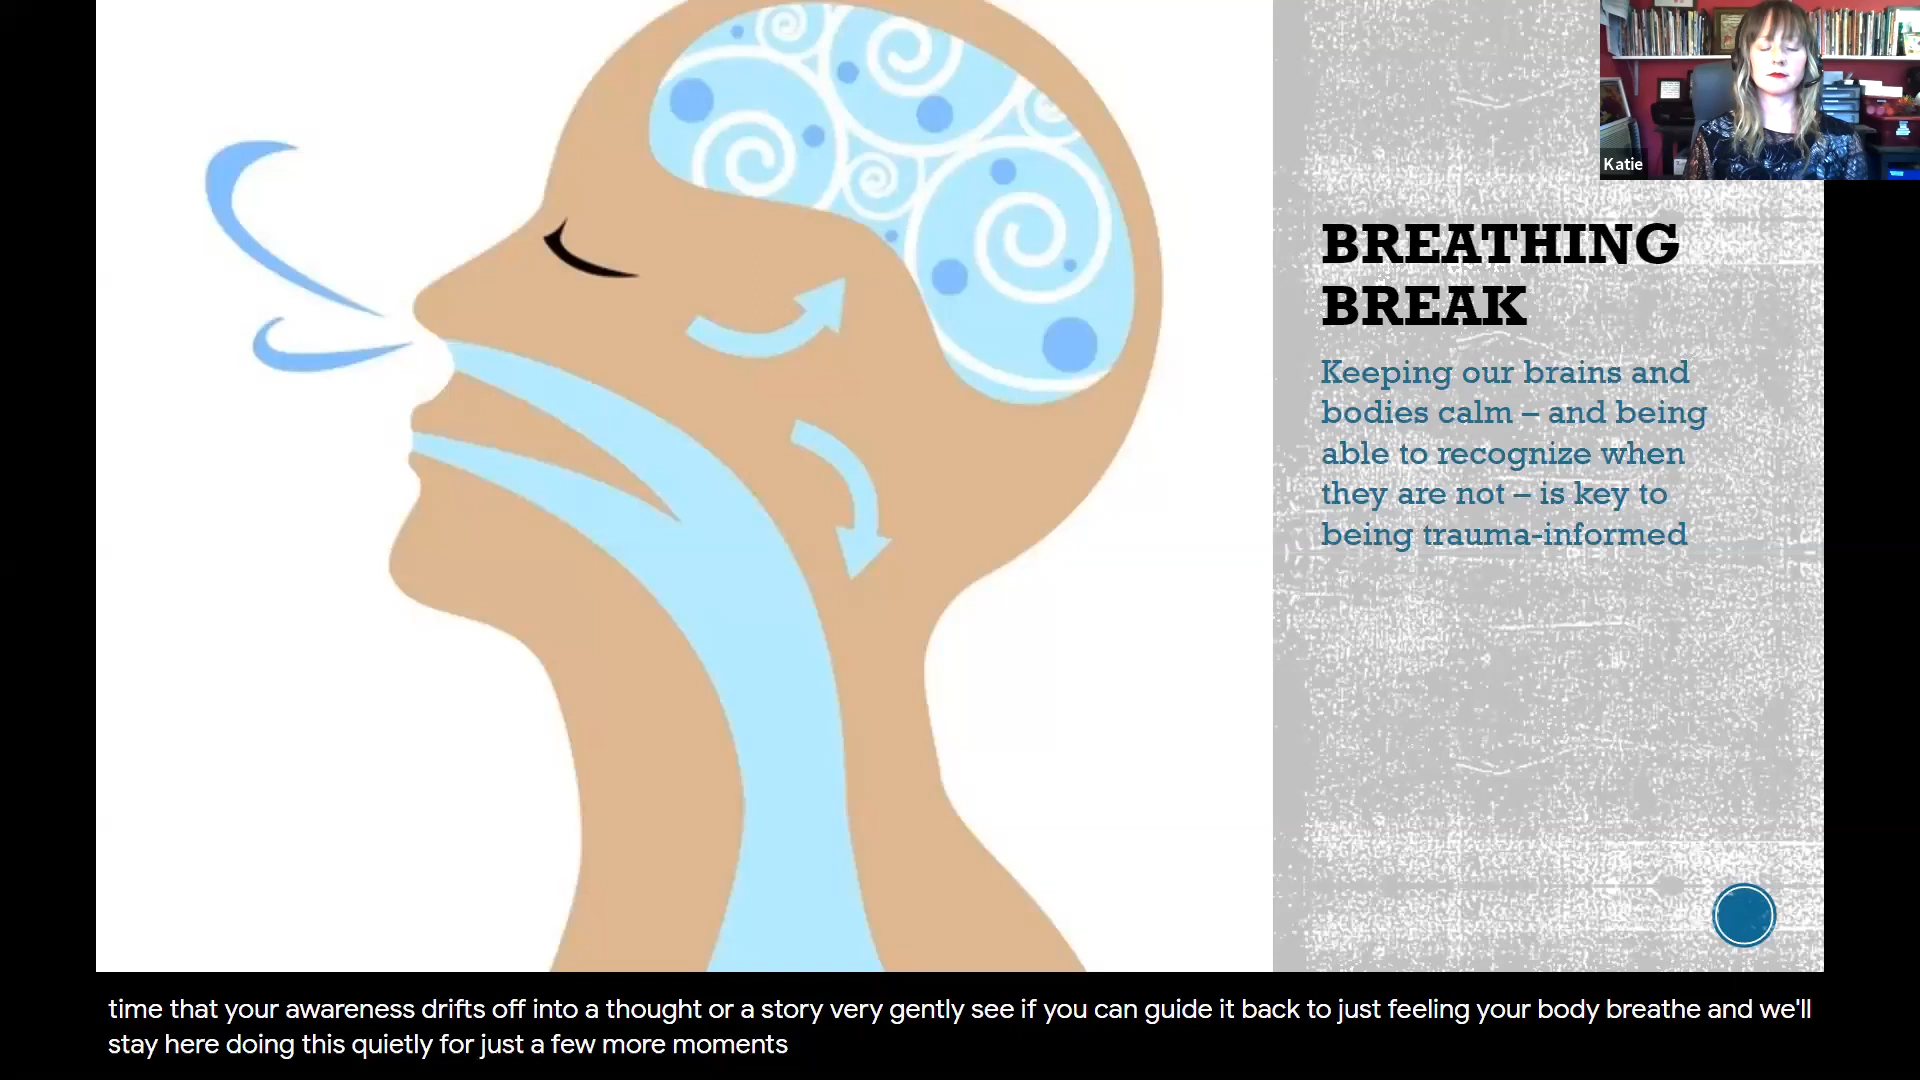 Katie
BREATHING
BREAK
Keeping our brains and
bodies calm – and being
able to recognize when
they are not – is key to
being trauma-informed
time that your awareness drifts off into a thought or a story very gently see if you can guide it back to just feeling your body breathe and we'll
stay here doing this quietly for just a few more moments